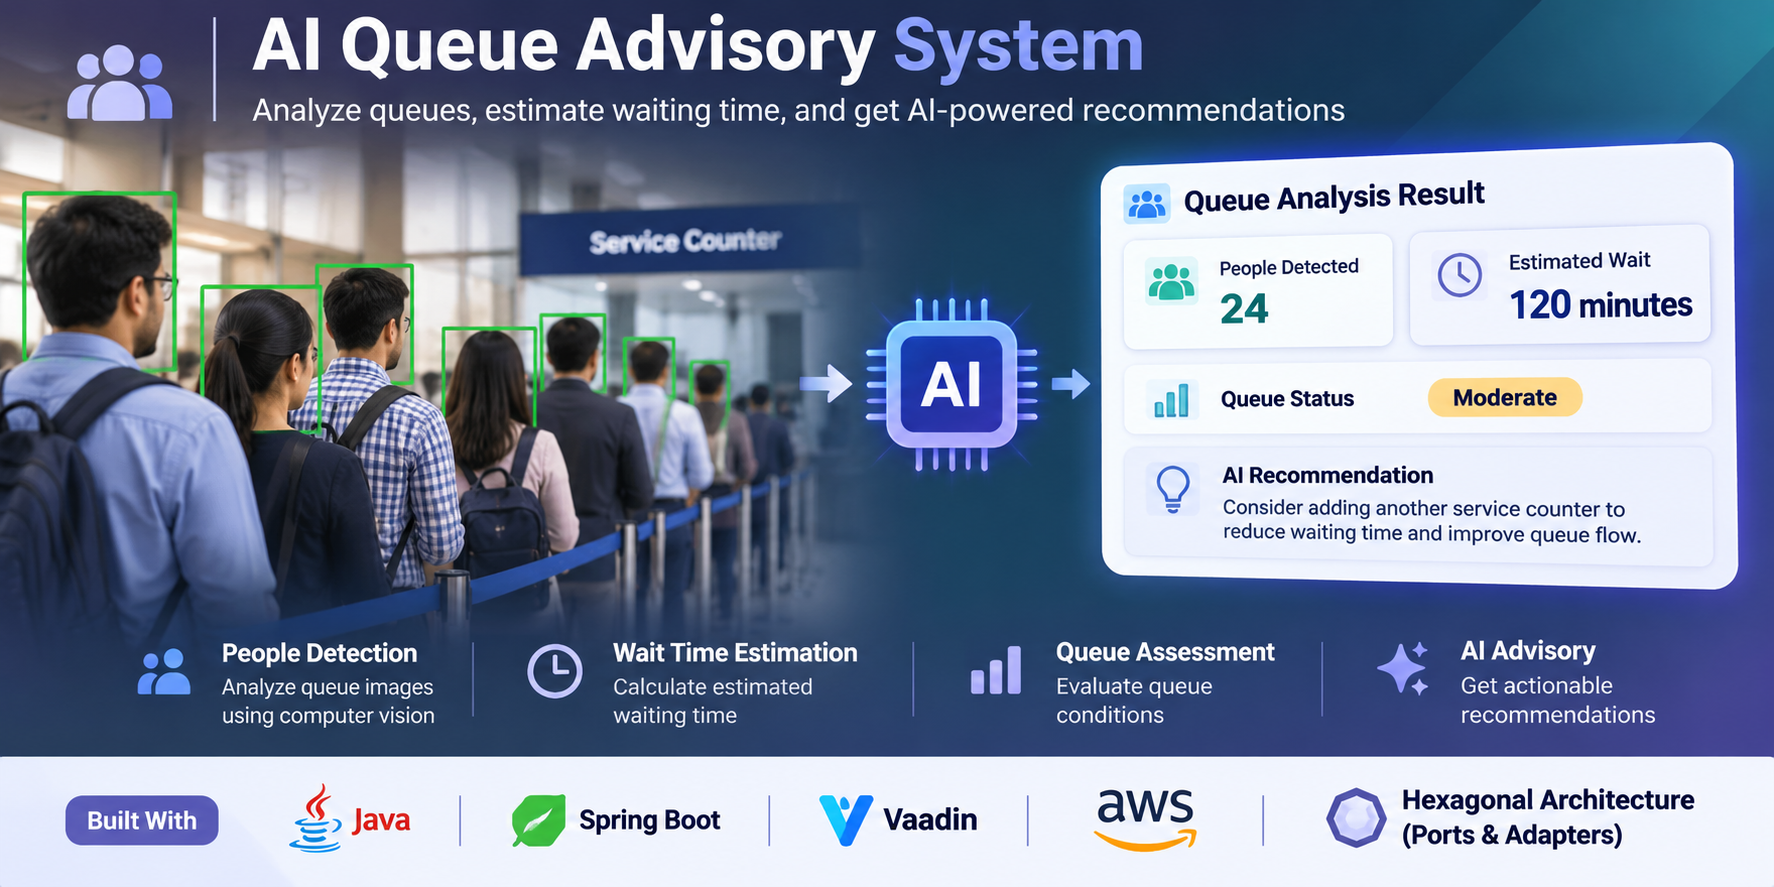 AI Queue Advisory System
Analyze queues, estimate waiting time, and get AI-powered recommendations
Service Counter
AI
Queue Analysis Result
People Detected
24
Estimated Wait
120 minutes
Queue Status
Moderate
AI Recommendation
Consider adding another service counter to
reduce waiting time and improve queue flow.
People Detection
Analyze queue images
using computer vision
Wait Time Estimation
Calculate estimated
waiting time
Queue Assessment
Evaluate queue
conditions
AI Advisory
Get actionable
recommendations
Built With
Java
Spring Boot
Vaadin
aws
Hexagonal Architecture
(Ports & Adapters)